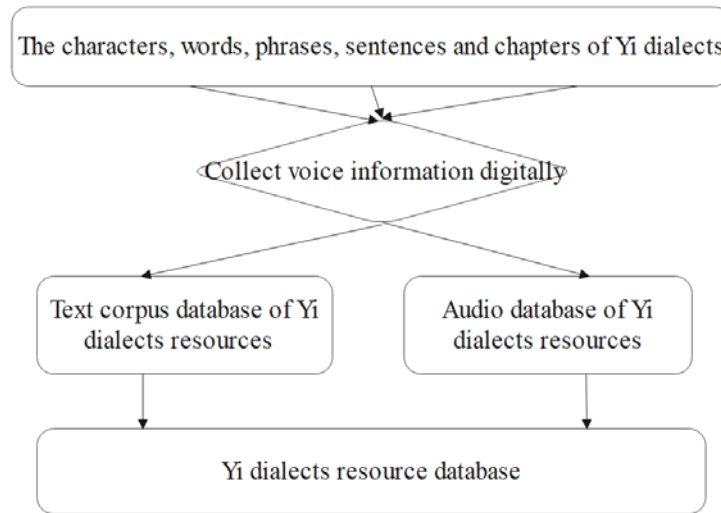 The characters, words, phrases, sentences and chapters of Yi dialects
Collect voice information digitally
Text corpus database of Yi
dialects resources
Audio database of Yi
dialects resources
Yi dialects resource database